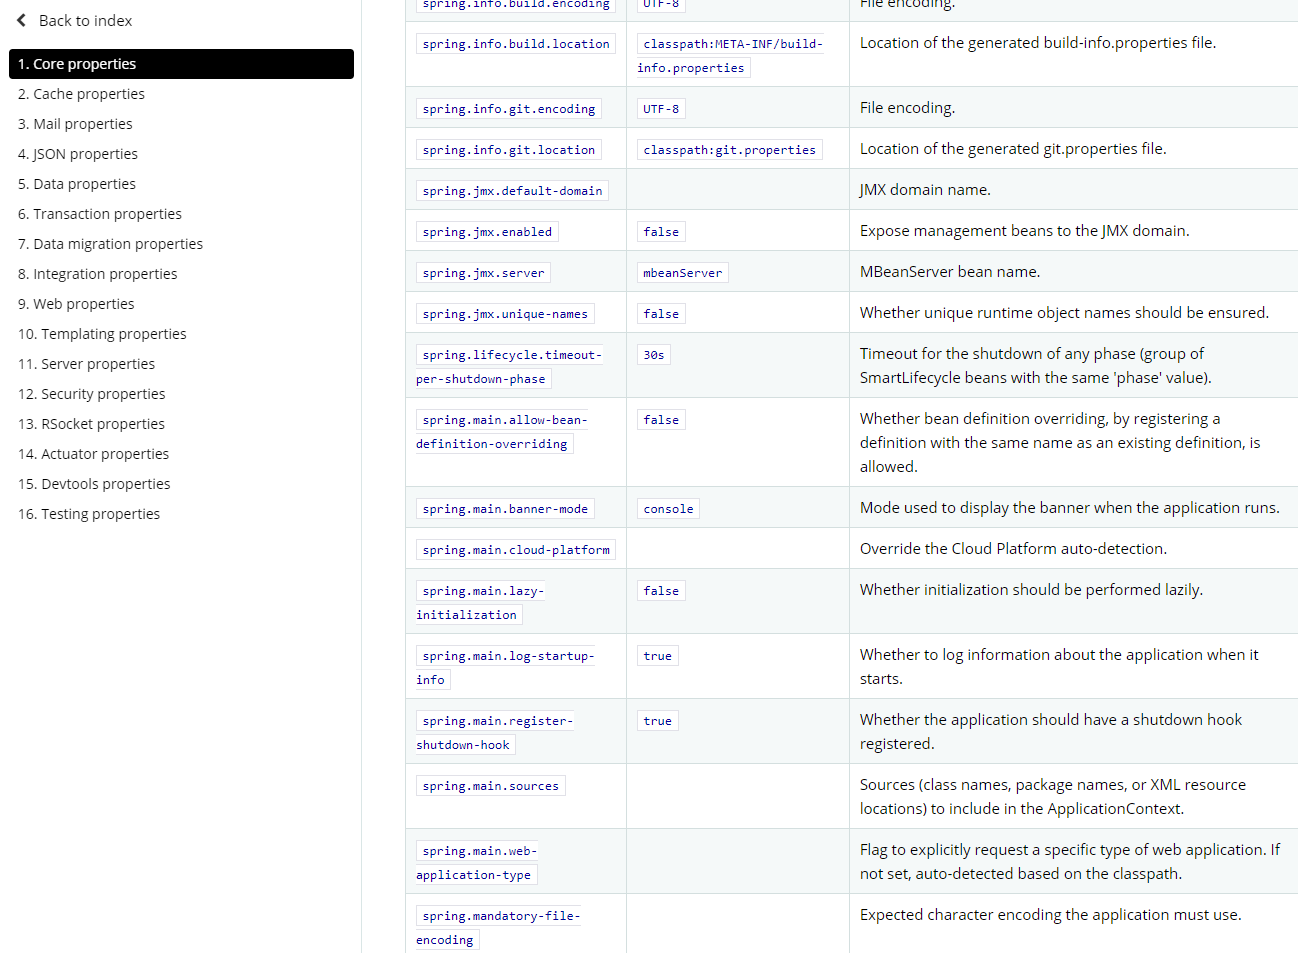 Back to index
1. Core properties
2. Cache properties
3. Mail properties
4. JSON properties
5. Data properties
6. Transaction properties
7. Data migration properties
8. Integration properties
9. Web properties
10. Templating properties
11. Server properties
12. Security properties
13. RSocket properties
14. Actuator properties
15. Devtools properties
16. Testing properties
spring.info.build.encoding
UTF-8
File encoding.
spring.info.build.location
classpath:META-INF/build-
info.properties
Location of the generated build-info.properties file.
spring.info.git.encoding
UTF-8
File encoding.
spring.info.git.location
classpath:git.properties
Location of the generated git.properties file.
spring.jmx.default-domain
JMX domain name.
spring.jmx.enabled
false
Expose management beans to the JMX domain.
spring.jmx.server
mbeanServer
MBeanServer bean name.
spring.jmx.unique-names
false
Whether unique runtime object names should be ensured.
spring.lifecycle.timeout-
per-shutdown-phase
30s
Timeout for the shutdown of any phase (group of
SmartLifecycle beans with the same 'phase' value).
spring.main.allow-bean-
definition-overriding
false
Whether bean definition overriding, by registering a
definition with the same name as an existing definition, is
allowed.
spring.main.banner-mode
console
Mode used to display the banner when the application runs.
spring.main.cloud-platform
Override the Cloud Platform auto-detection.
spring.main.lazy-
initialization
false
Whether initialization should be performed lazily.
spring.main.log-startup-
info
true
Whether to log information about the application when it
starts.
spring.main.register-
shutdown-hook
true
Whether the application should have a shutdown hook
registered.
spring.main.sources
Sources (class names, package names, or XML resource
locations) to include in the ApplicationContext.
spring.main.web-
application-type
Flag to explicitly request a specific type of web application. If
not set, auto-detected based on the classpath.
spring.mandatory-file-
encoding
Expected character encoding the application must use.